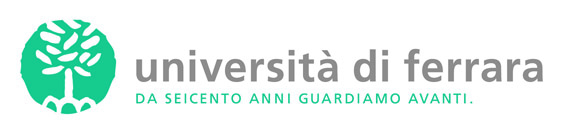 università di ferrara
DA SEICENTO ANNI GUARDIAMO AVANTI.